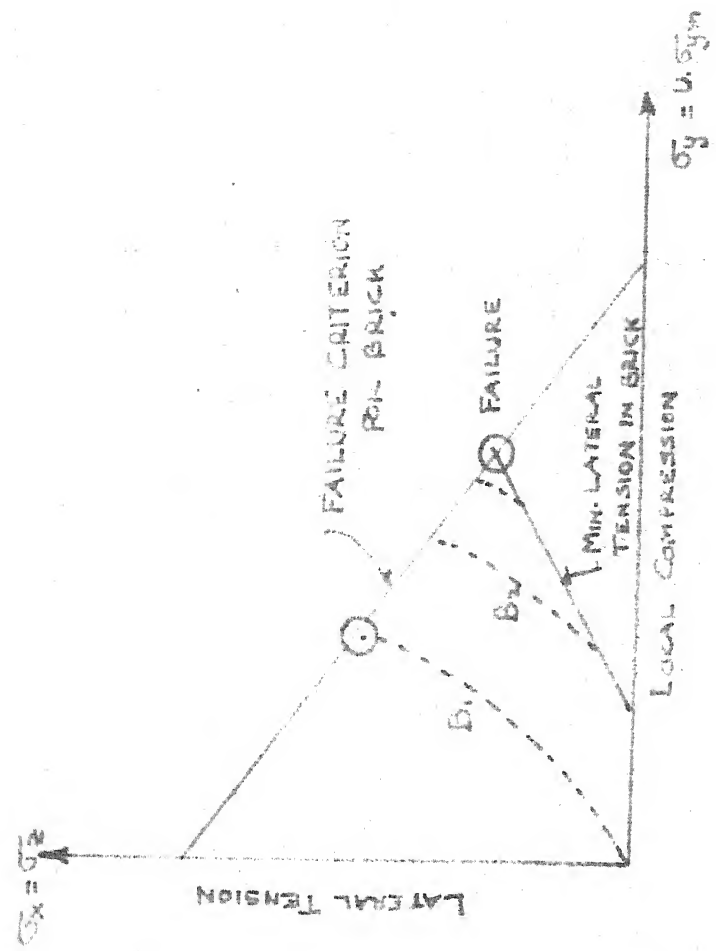 σx = σz
LATERAL TENSION
FAILURE CRITERION
FOR BRICK
FAILURE
B1
B2
MIN. LATERAL
TENSION IN BRICK
LOCAL COMPRESSION
σy = U.σym